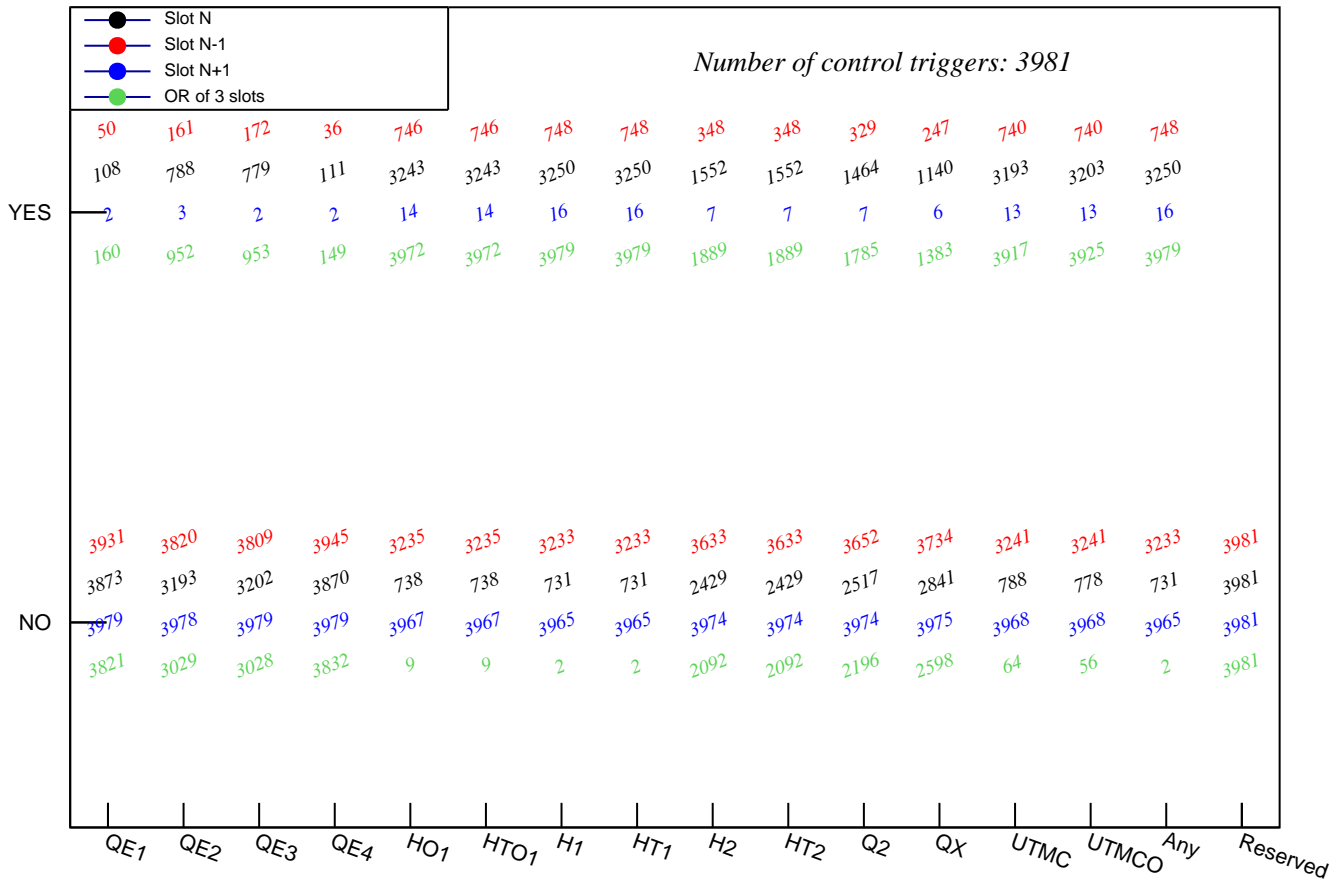 Slot N
Slot N-1
Slot N+1
OR of 3 slots
Number of control triggers: 3981
50 161 172 36 746 746 748 748 348 348 329 247 740 740 748
108 788 779 111 3243 3243 3250 3250 1552 1552 1464 1140 3193 3203 3250
YES 2 3 2 2 14 14 16 16 7 7 7 6 13 13 16
160 952 953 149 3972 3972 3979 3979 1889 1889 1785 1383 3917 3925 3979
3931 3820 3809 3945 3235 3235 3233 3233 3633 3633 3652 3734 3241 3241 3233 3981
3873 3193 3202 3870 738 738 731 731 2429 2429 2517 2841 788 778 731 3981
NO 3979 3978 3979 3979 3967 3967 3965 3965 3974 3974 3974 3975 3968 3968 3965 3981
3821 3029 3028 3832 9 9 2 2 2092 2092 2196 2598 64 56 2 3981
QE1 QE2 QE3 QE4 HO1 HTO1 H1 HT1 H2 HT2 Q2 QX UTMC UTMCO Any Reserved